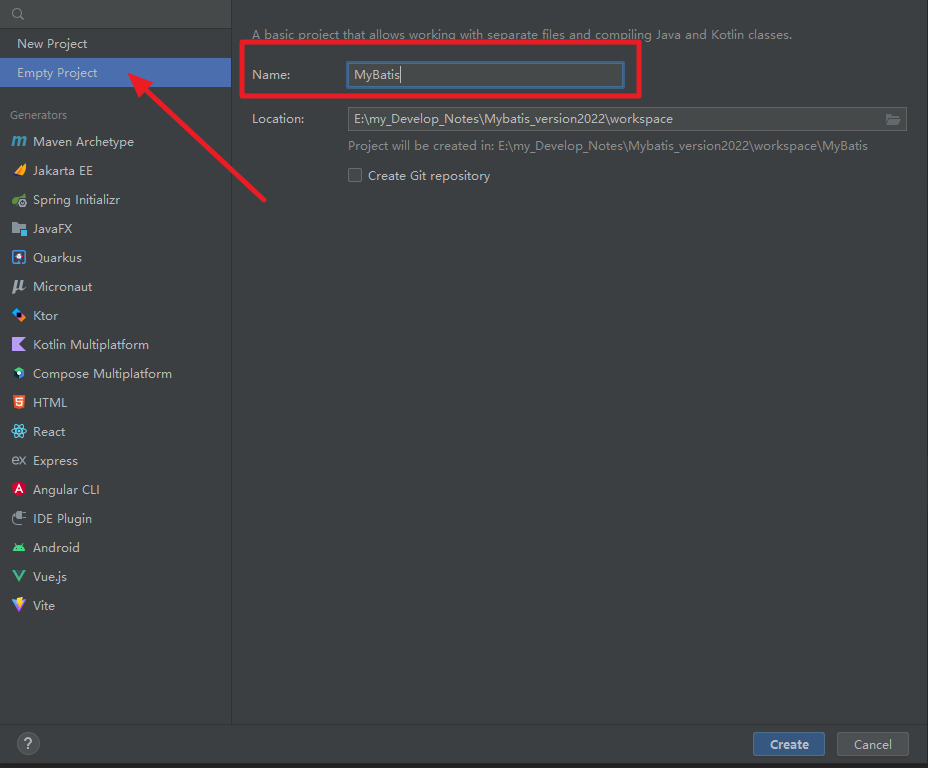 New Project
Empty Project
Generators
Maven Archetype
Jakarta EE
Spring Initializr
JavaFX
Quarkus
Micronaut
Ktor
Kotlin Multiplatform
Compose Multiplatform
HTML
React
Express
Angular CLI
IDE Plugin
Android
Vue.js
Vite
A basic project that allows working with separate files and compiling Java and Kotlin classes.
Name: MyBatis
Location: E:\my_Develop_Notes\Mybatis_version2022\workspace
Project will be created in: E:\my_Develop_Notes\Mybatis_version2022\workspace\MyBatis
Create Git repository
? Create Cancel